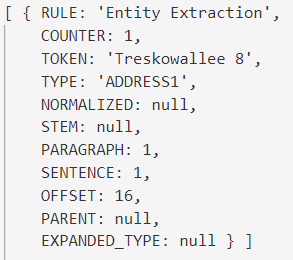 [ { RULE: 'Entity Extraction',
COUNTER: 1,
TOKEN: 'Treskowallee 8',
TYPE: 'ADDRESS1',
NORMALIZED: null,
STEM: null,
PARAGRAPH: 1,
SENTENCE: 1,
OFFSET: 16,
PARENT: null,
EXPANDED_TYPE: null } ]